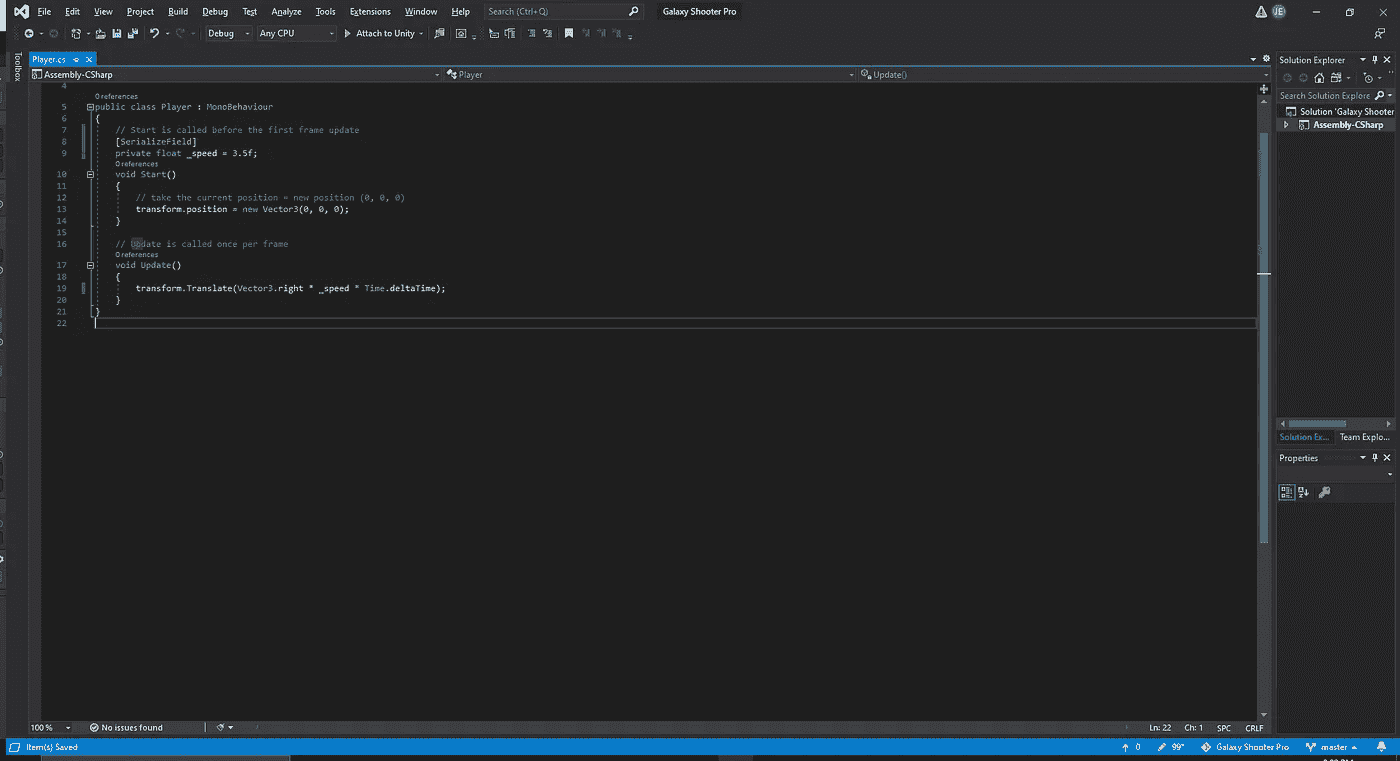 File Edit View Project Build Debug Test Analyze Tools Extensions Window Help Search (Ctrl+Q) Galaxy Shooter Pro JE
Debug Any CPU Attach to Unity
Toolbox
Player.cs
Assembly-CSharp Player Update()
4
0 references
5 public class Player : MonoBehaviour
6 {
7 // Start is called before the first frame update
8 [SerializeField]
9 private float _speed = 3.5f;
0 references
10 void Start()
11 {
12 // take the current position = new position (0, 0, 0)
13 transform.position = new Vector3(0, 0, 0);
14 }
15
16 // Update is called once per frame
0 references
17 void Update()
18 {
19 transform.Translate(Vector3.right * _speed * Time.deltaTime);
20 }
21 }
22
100 % No issues found Ln: 22 Ch: 1 SPC CRLF
Solution Explorer
Search Solution Explore
Solution 'Galaxy Shooter
Assembly-CSharp
Solution Ex... Team Explo...
Properties
Item(s) Saved 0 99+ Galaxy Shooter Pro master